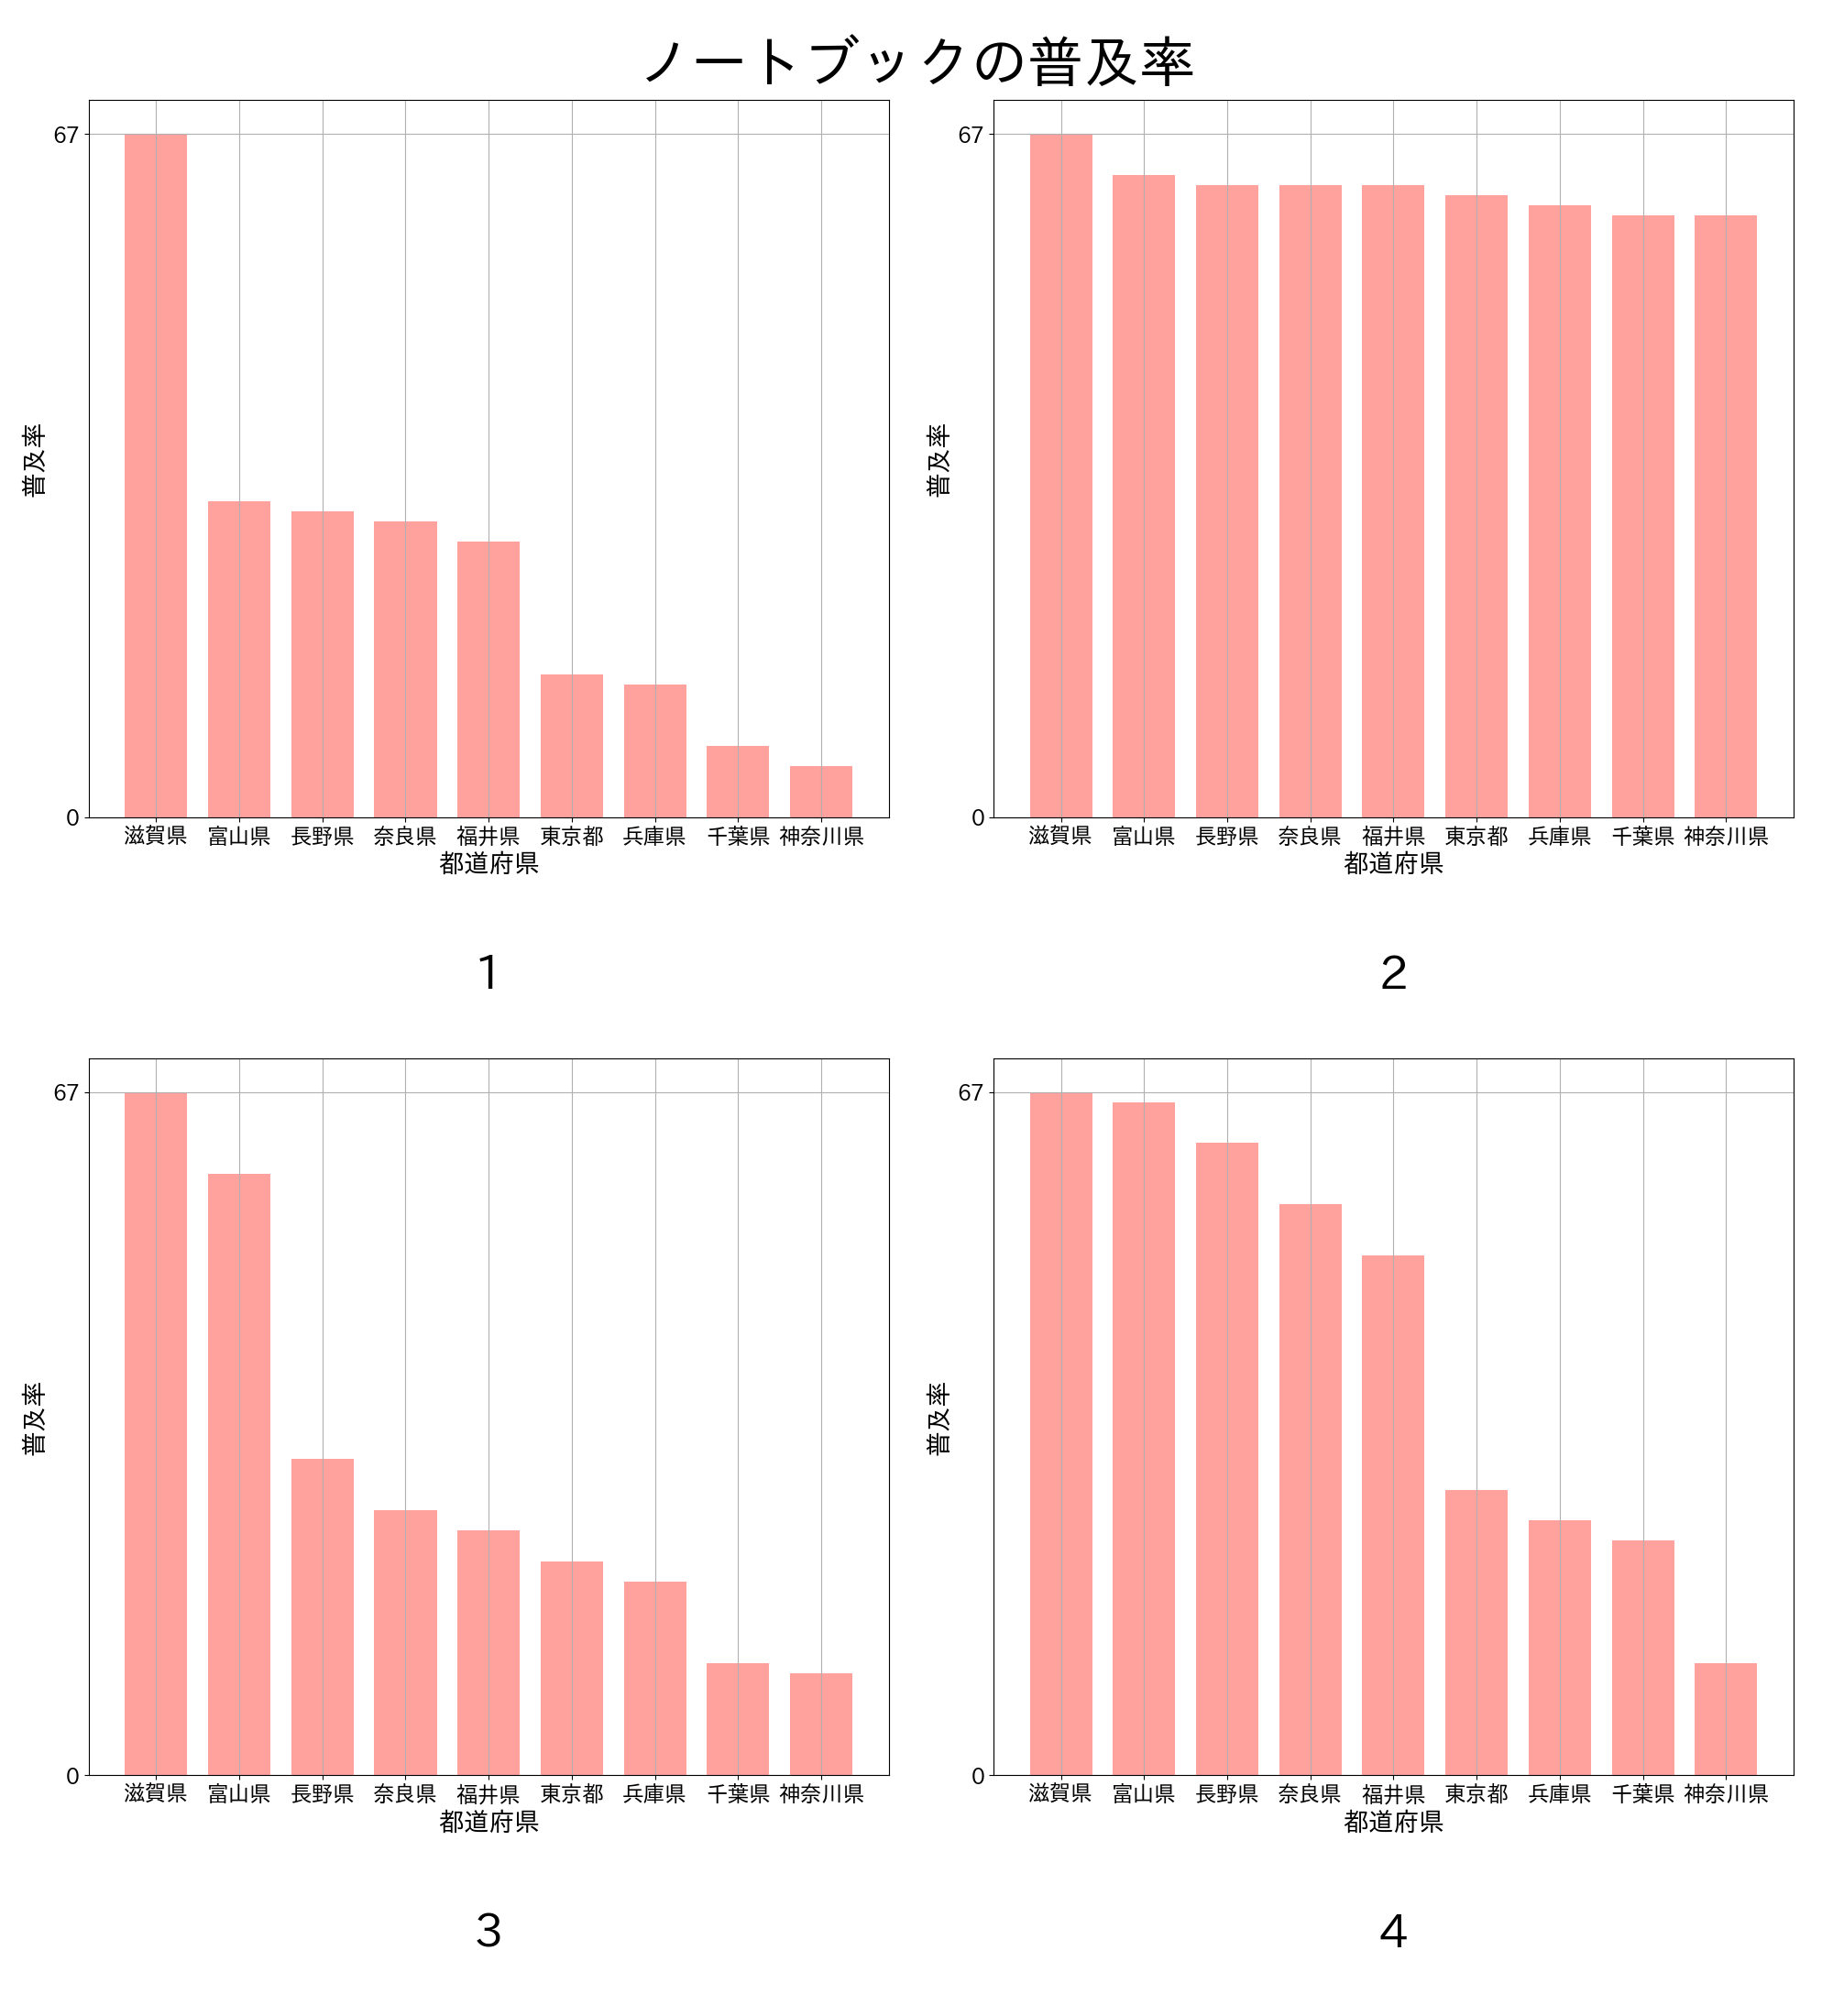 ノートブックの普及率
67
0
普及率
滋賀県 富山県 長野県 奈良県 福井県 東京都 兵庫県 千葉県 神奈川県
都道府県
1
67
0
普及率
滋賀県 富山県 長野県 奈良県 福井県 東京都 兵庫県 千葉県 神奈川県
都道府県
2
67
0
普及率
滋賀県 富山県 長野県 奈良県 福井県 東京都 兵庫県 千葉県 神奈川県
都道府県
3
67
0
普及率
滋賀県 富山県 長野県 奈良県 福井県 東京都 兵庫県 千葉県 神奈川県
都道府県
4